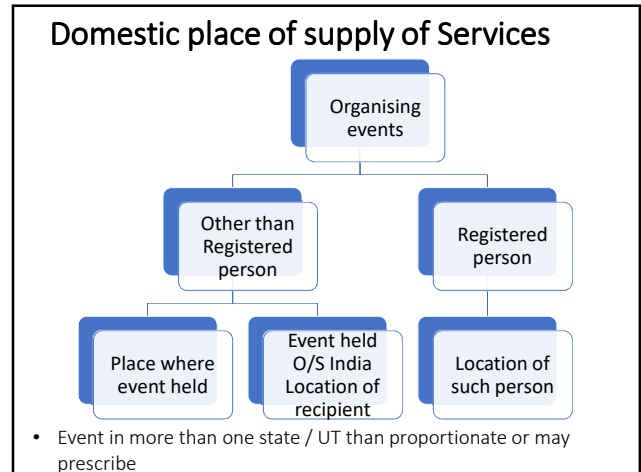 Domestic place of supply of Services
Organising
events
Other than
Registered
person
Registered
person
Place where
event held
Event held
O/S India
Location of
recipient
Location of
such person
• Event in more than one state / UT than proportionate or may
prescribe